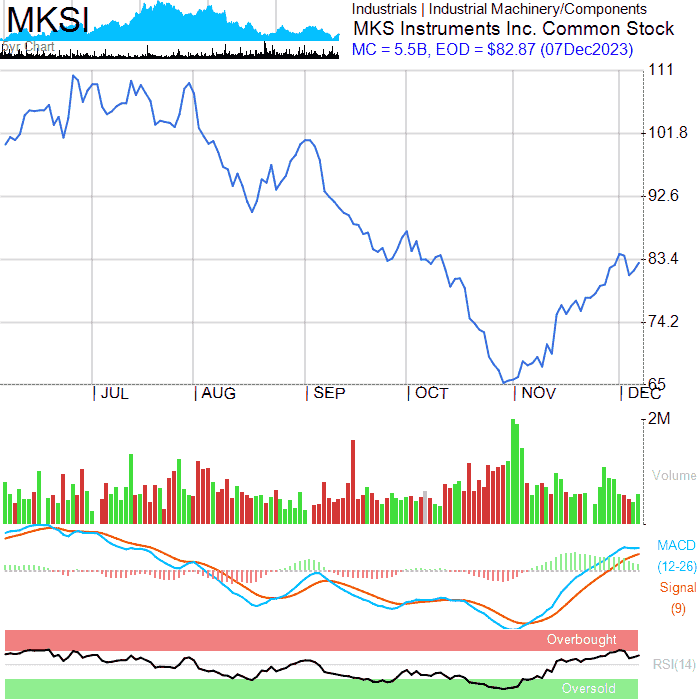 MKSI
Industrials | Industrial Machinery/Components
MKS Instruments Inc. Common Stock
MC = 5.5B, EOD = $82.87 (07Dec2023)
Chart
111
101.8
92.6
83.4
74.2
65
JUL AUG SEP OCT NOV DEC
2M
Volume
MACD
(12-26)
Signal
(9)
Overbought
RSI(14)
Oversold